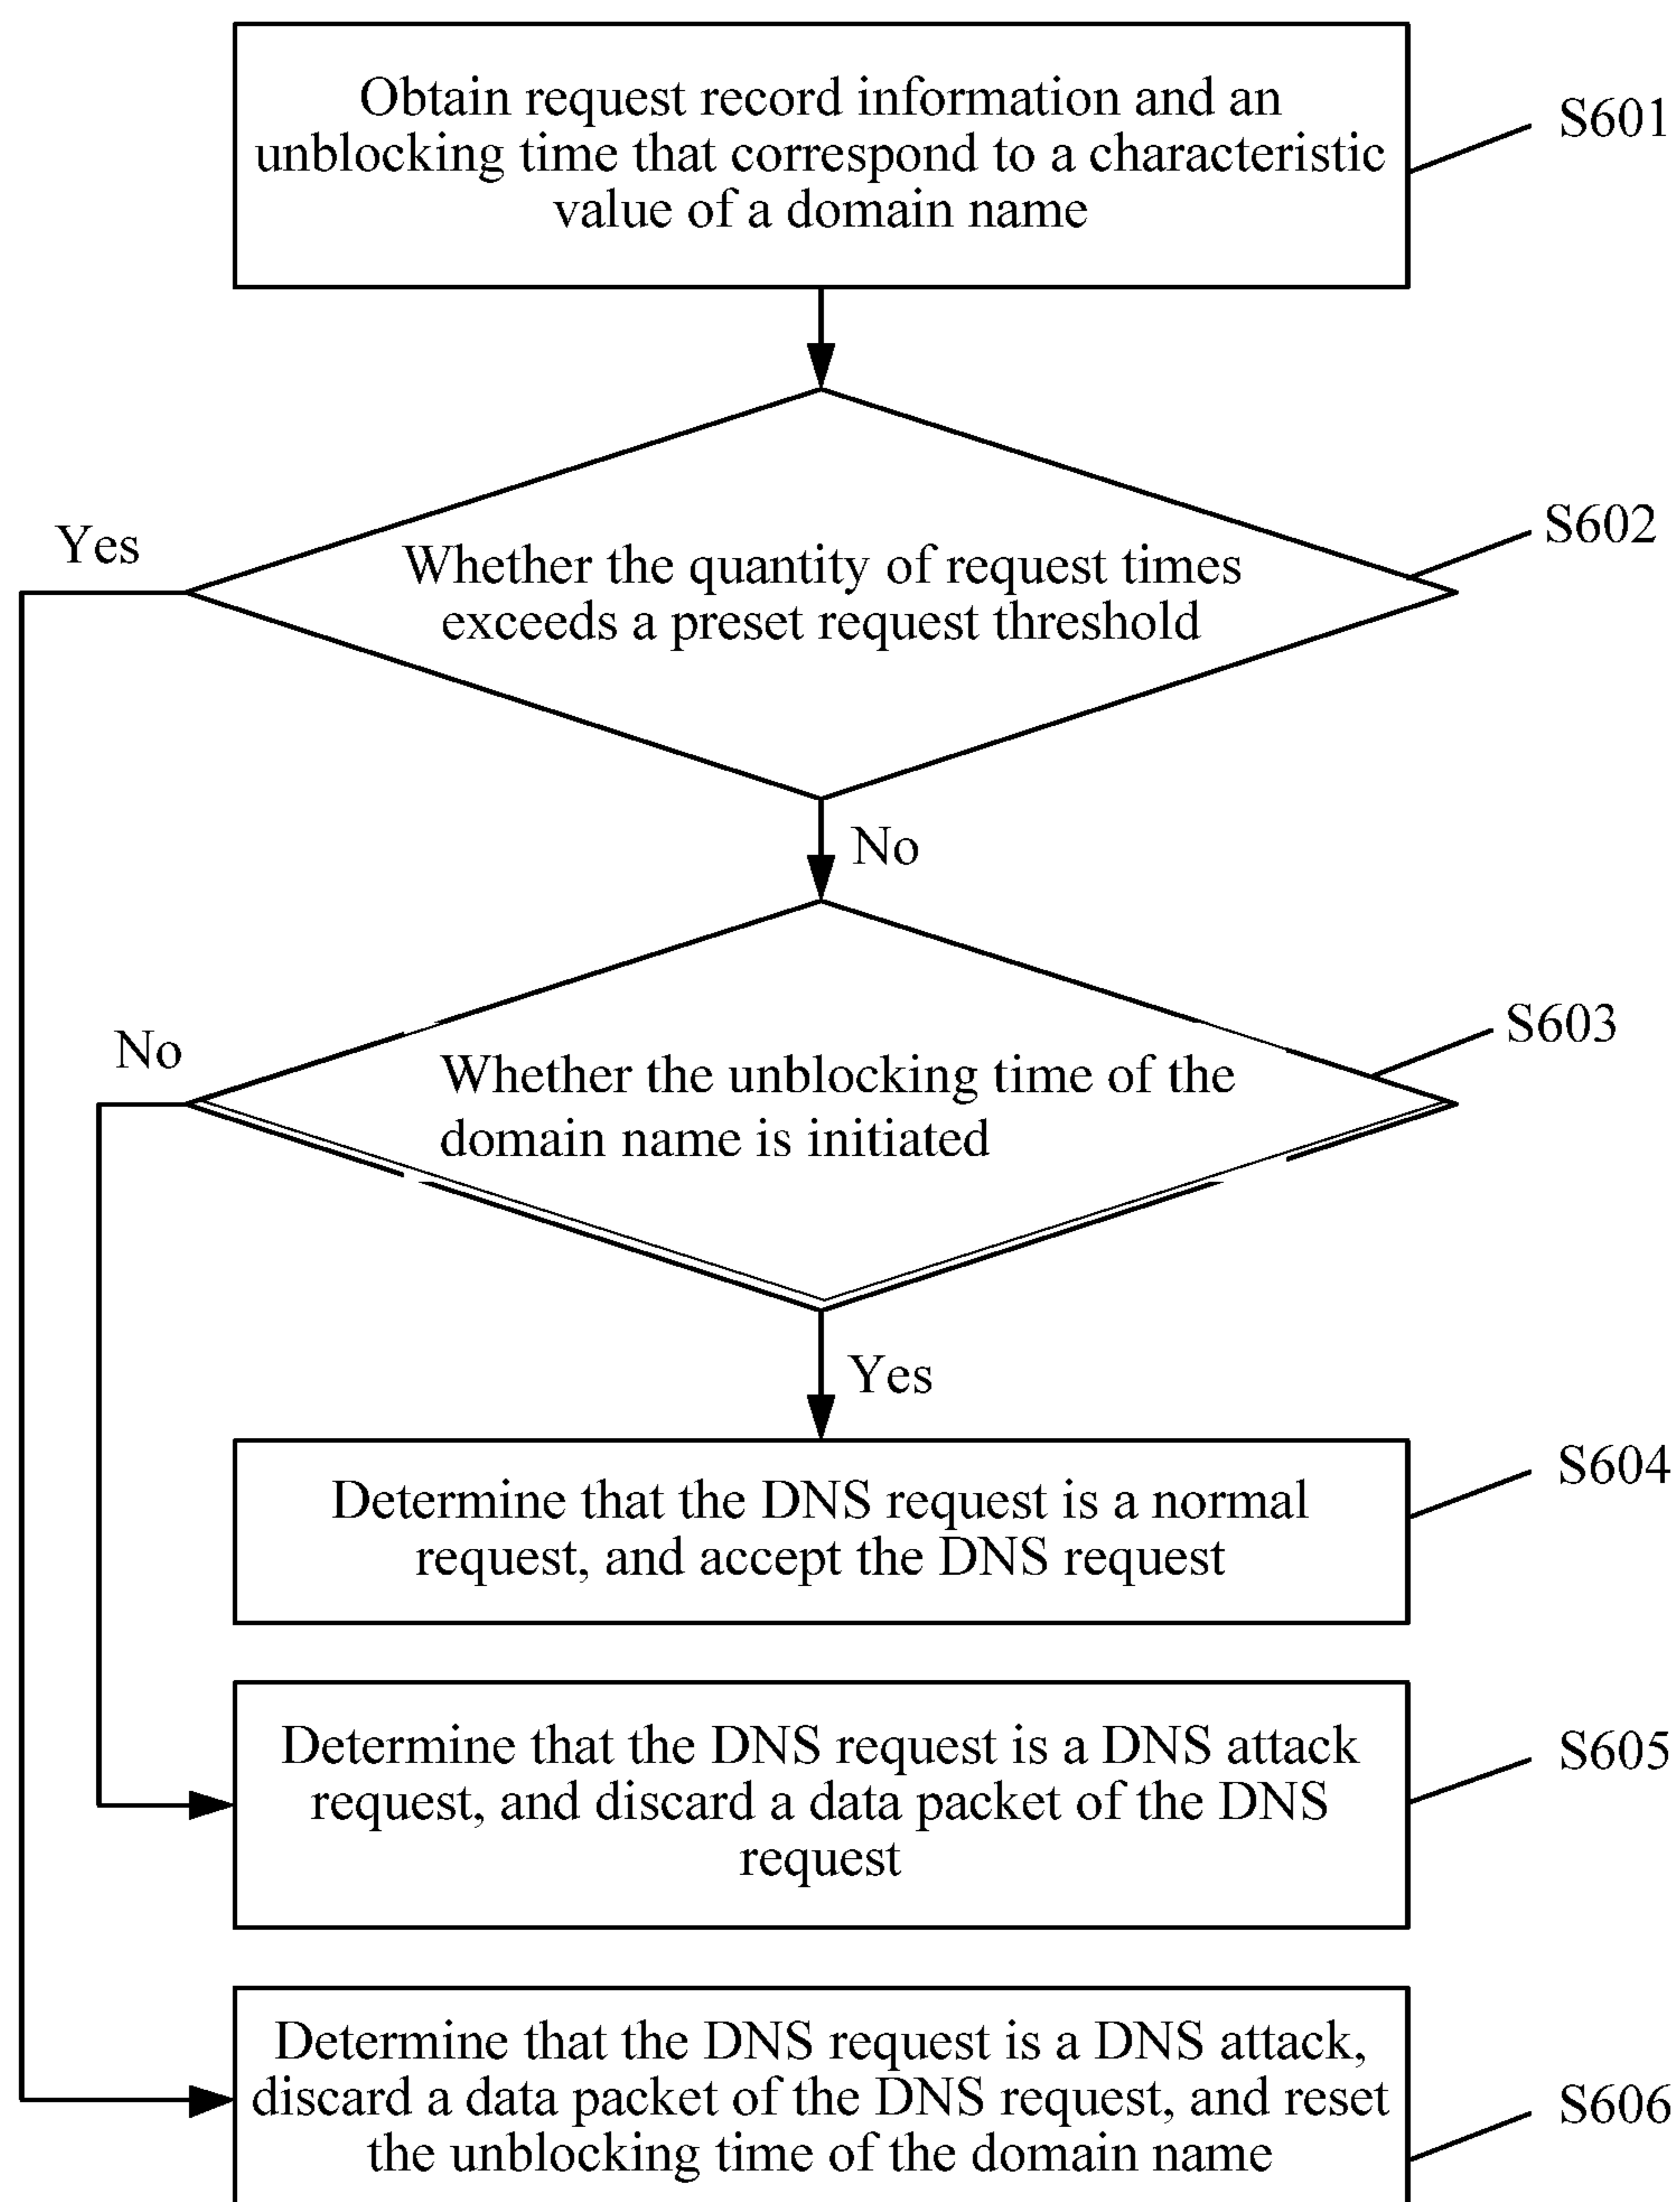 Obtain request record information and an
unblocking time that correspond to a characteristic
value of a domain name
S601
Whether the quantity of request times
exceeds a preset request threshold
S602
Yes
No
Whether the unblocking time of the
domain name is initiated
S603
No
Yes
Determine that the DNS request is a normal
request, and accept the DNS request
S604
Determine that the DNS request is a DNS attack
request, and discard a data packet of the DNS
request
S605
Determine that the DNS request is a DNS attack,
discard a data packet of the DNS request, and reset
the unblocking time of the domain name
S606